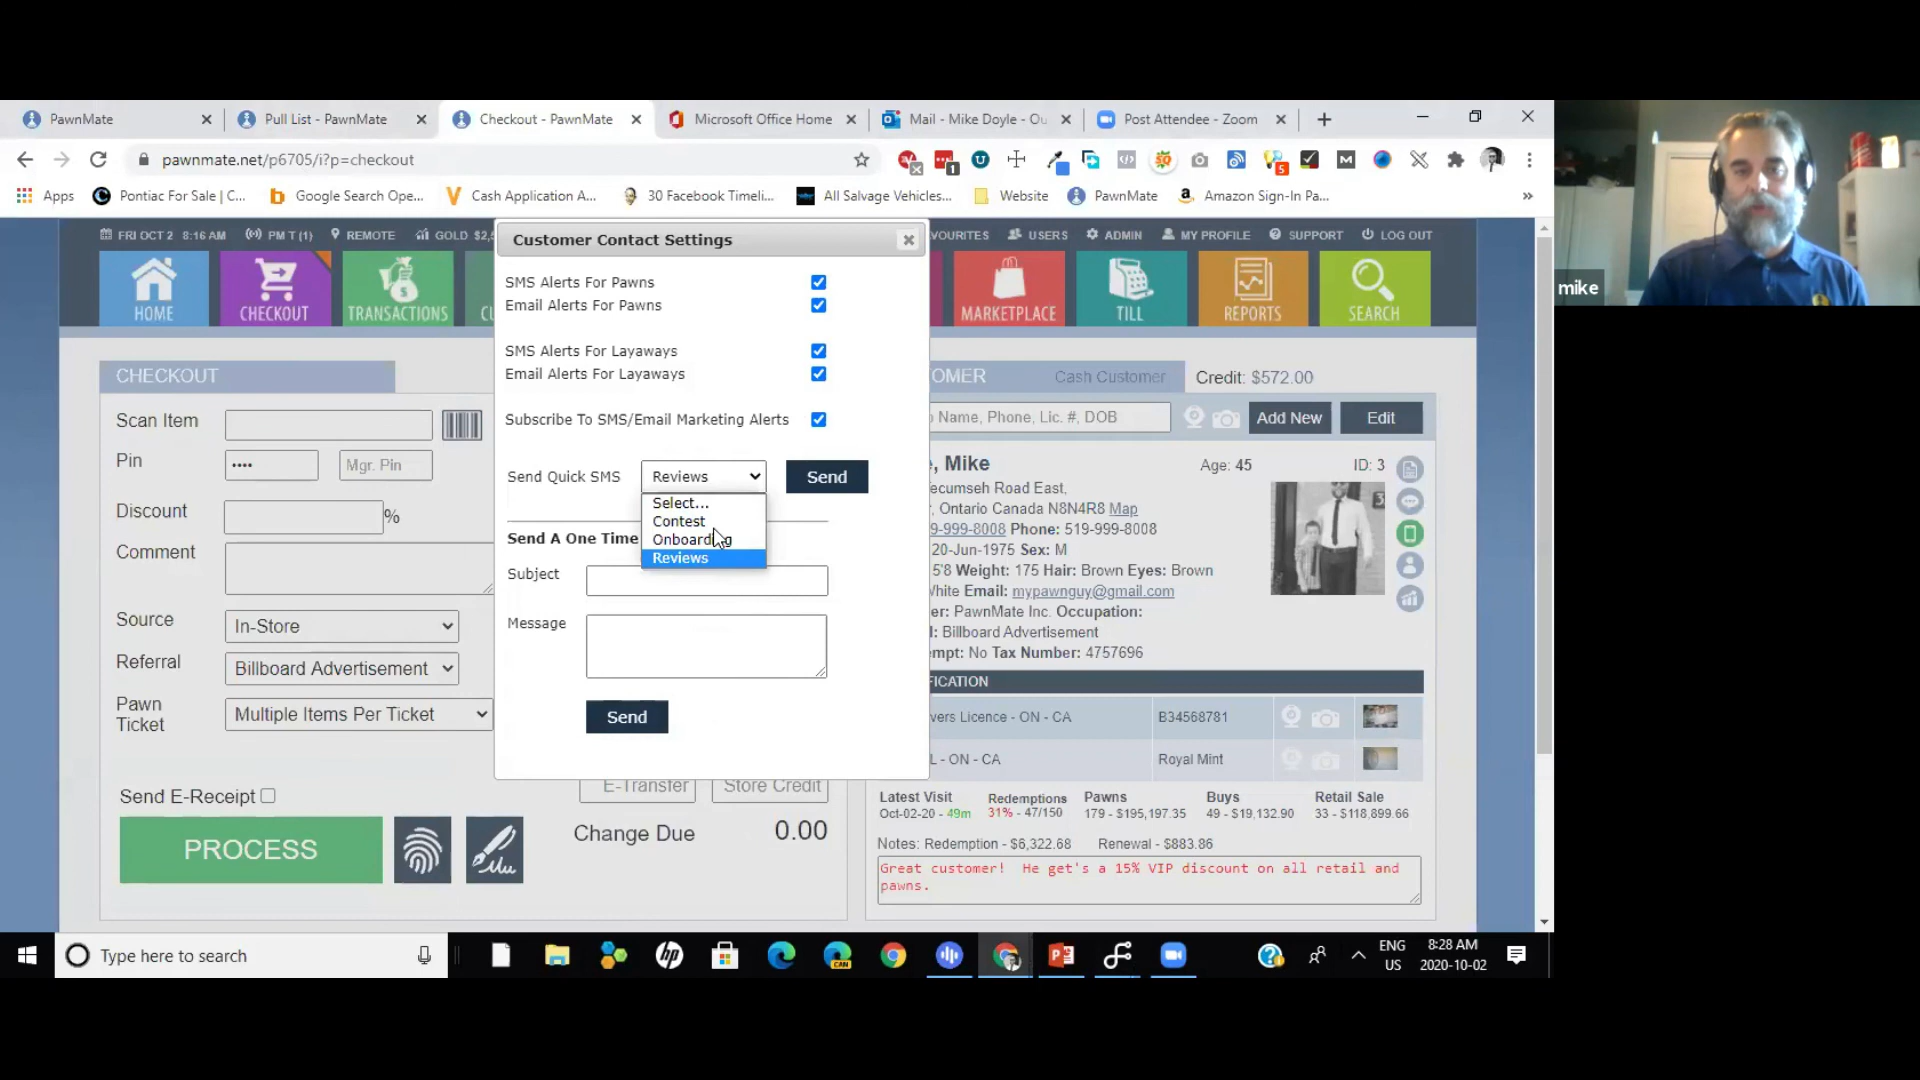 PawnMate
Pull List - PawnMate
Checkout - PawnMate
Microsoft Office Home
Mail - Mike Doyle - Ou
Post Attendee - Zoom
pawnmate.net/p6705/i?p=checkout
Apps
Pontiac For Sale | C...
Google Search Ope...
Cash Application A...
30 Facebook Timeli...
All Salvage Vehicles...
Website
PawnMate
Amazon Sign-In Pa...
FRI OCT 2 8:16 AM
PM T (1)
REMOTE
GOLD $2,5
VOURITES
USERS
ADMIN
MY PROFILE
SUPPORT
LOG OUT
HOME
CHECKOUT
TRANSACTIONS
MARKETPLACE
TILL
REPORTS
SEARCH
mike
Customer Contact Settings
SMS Alerts For Pawns
Email Alerts For Pawns
SMS Alerts For Layaways
Email Alerts For Layaways
Subscribe To SMS/Email Marketing Alerts
Send Quick SMS
Reviews
Send
Select...
Contest
Onboarding
Reviews
Send A One Time
Subject
Message
Send
CHECKOUT
Scan Item
Pin
••••
Mgr. Pin
Discount
%
Comment
Source
In-Store
Referral
Billboard Advertisement
Pawn
Ticket
Multiple Items Per Ticket
Send E-Receipt
PROCESS
E-Transfer
Store Credit
Change Due
0.00
OMER
Cash Customer
Credit: $572.00
Name, Phone, Lic. #, DOB
Add New
Edit
, Mike
Age: 45
ID: 3
ecumseh Road East,
, Ontario Canada N8N4R8 Map
9-999-8008 Phone: 519-999-8008
20-Jun-1975 Sex: M
5'8 Weight: 175 Hair: Brown Eyes: Brown
hite Email: mypawnguy@gmail.com
er: PawnMate Inc. Occupation:
l: Billboard Advertisement
empt: No Tax Number: 4757696
FICATION
vers Licence - ON - CA
B34568781
L - ON - CA
Royal Mint
Latest Visit
Redemptions
Pawns
Buys
Retail Sale
Oct-02-20 - 49m
31% - 47/150
179 - $195,197.35
49 - $19,132.90
33 - $118,899.66
Notes: Redemption - $6,322.68
Renewal - $883.86
Great customer! He get's a 15% VIP discount on all retail and
pawns.
Type here to search
ENG
US
8:28 AM
2020-10-02